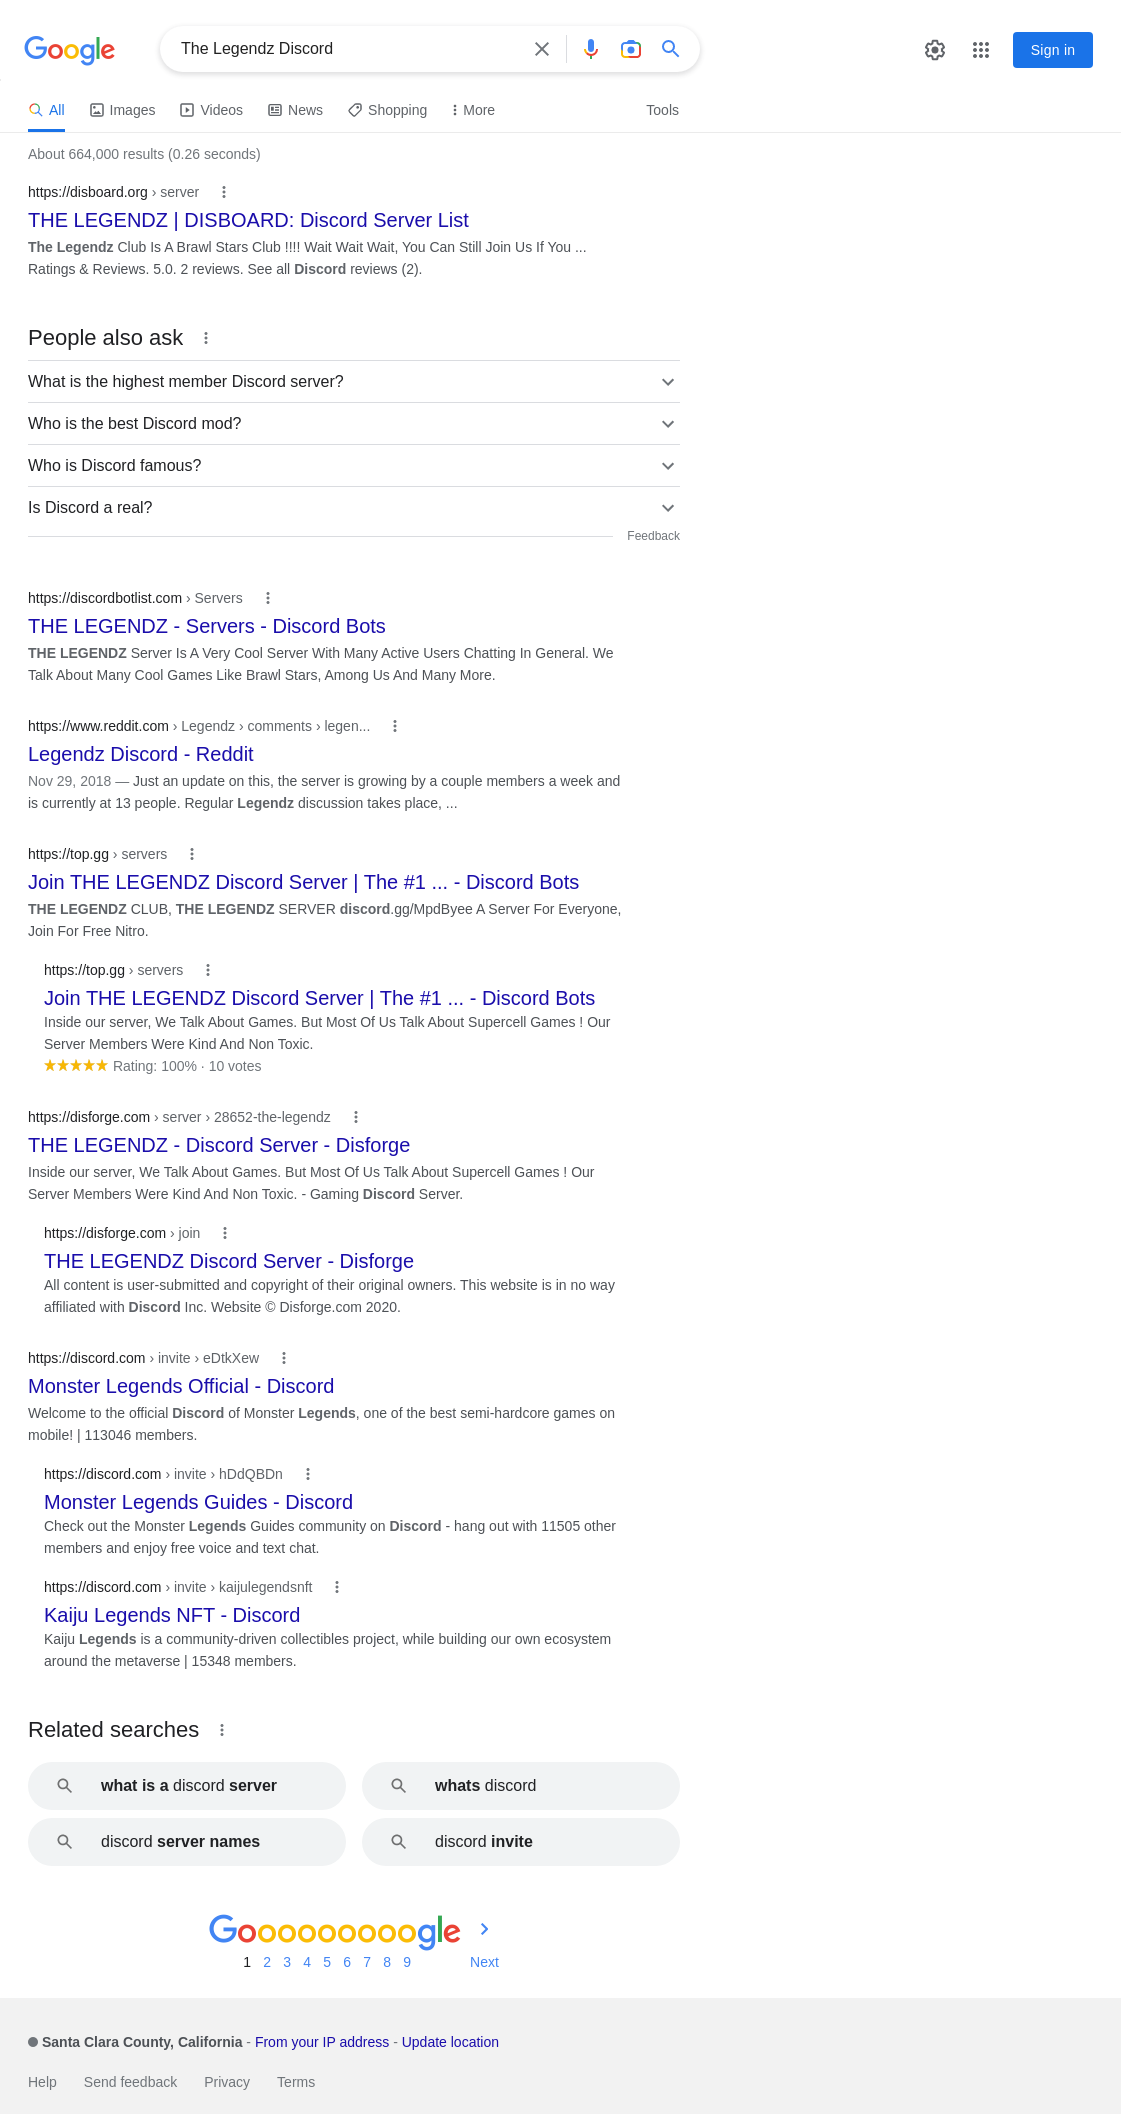 Google
The Legendz Discord
Sign in
All Images Videos News Shopping More Tools
About 664,000 results (0.26 seconds)
https://disboard.org › server
THE LEGENDZ | DISBOARD: Discord Server List
The Legendz Club Is A Brawl Stars Club !!!! Wait Wait Wait, You Can Still Join Us If You ...
Ratings & Reviews. 5.0. 2 reviews. See all Discord reviews (2).
People also ask
What is the highest member Discord server?
Who is the best Discord mod?
Who is Discord famous?
Is Discord a real?
Feedback
https://discordbotlist.com › Servers
THE LEGENDZ - Servers - Discord Bots
THE LEGENDZ Server Is A Very Cool Server With Many Active Users Chatting In General. We
Talk About Many Cool Games Like Brawl Stars, Among Us And Many More.
https://www.reddit.com › Legendz › comments › legen...
Legendz Discord - Reddit
Nov 29, 2018 — Just an update on this, the server is growing by a couple members a week and
is currently at 13 people. Regular Legendz discussion takes place, ...
https://top.gg › servers
Join THE LEGENDZ Discord Server | The #1 ... - Discord Bots
THE LEGENDZ CLUB, THE LEGENDZ SERVER discord.gg/MpdByee A Server For Everyone,
Join For Free Nitro.
https://top.gg › servers
Join THE LEGENDZ Discord Server | The #1 ... - Discord Bots
Inside our server, We Talk About Games. But Most Of Us Talk About Supercell Games ! Our
Server Members Were Kind And Non Toxic.
Rating: 100% · 10 votes
https://disforge.com › server › 28652-the-legendz
THE LEGENDZ - Discord Server - Disforge
Inside our server, We Talk About Games. But Most Of Us Talk About Supercell Games ! Our
Server Members Were Kind And Non Toxic. - Gaming Discord Server.
https://disforge.com › join
THE LEGENDZ Discord Server - Disforge
All content is user-submitted and copyright of their original owners. This website is in no way
affiliated with Discord Inc. Website © Disforge.com 2020.
https://discord.com › invite › eDtkXew
Monster Legends Official - Discord
Welcome to the official Discord of Monster Legends, one of the best semi-hardcore games on
mobile! | 113046 members.
https://discord.com › invite › hDdQBDn
Monster Legends Guides - Discord
Check out the Monster Legends Guides community on Discord - hang out with 11505 other
members and enjoy free voice and text chat.
https://discord.com › invite › kaijulegendsnft
Kaiju Legends NFT - Discord
Kaiju Legends is a community-driven collectibles project, while building our own ecosystem
around the metaverse | 15348 members.
Related searches
what is a discord server
whats discord
discord server names
discord invite
Gooooooooogle
1 2 3 4 5 6 7 8 9 Next
Santa Clara County, California - From your IP address - Update location
Help Send feedback Privacy Terms